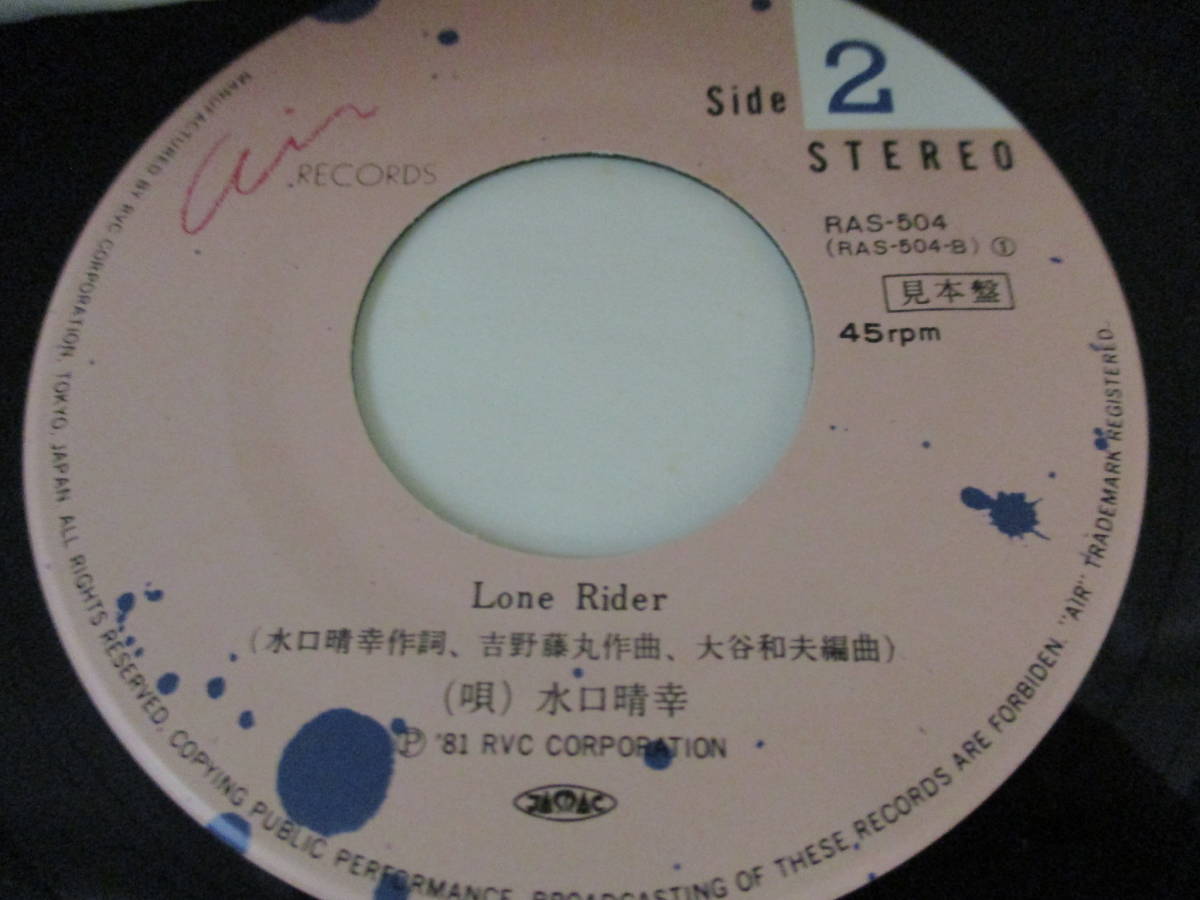 air
RECORDS
Side 2
STEREO
RAS-504
(RAS-504-B) ①
見本盤
45rpm
Lone Rider
(水口晴幸作詞、吉野藤丸作曲、大谷和夫編曲)
(唄) 水口晴幸
Ⓟ '81 RVC CORPORATION
JASRAC
MANUFACTURED BY RVC CORPORATION, TOKYO, JAPAN ALL RIGHTS RESERVED, COPYING PUBLIC PERFORMANCE, BROADCASTING OF THESE RECORDS ARE FORBIDDEN. "AIR" TRADEMARK REGISTERED.